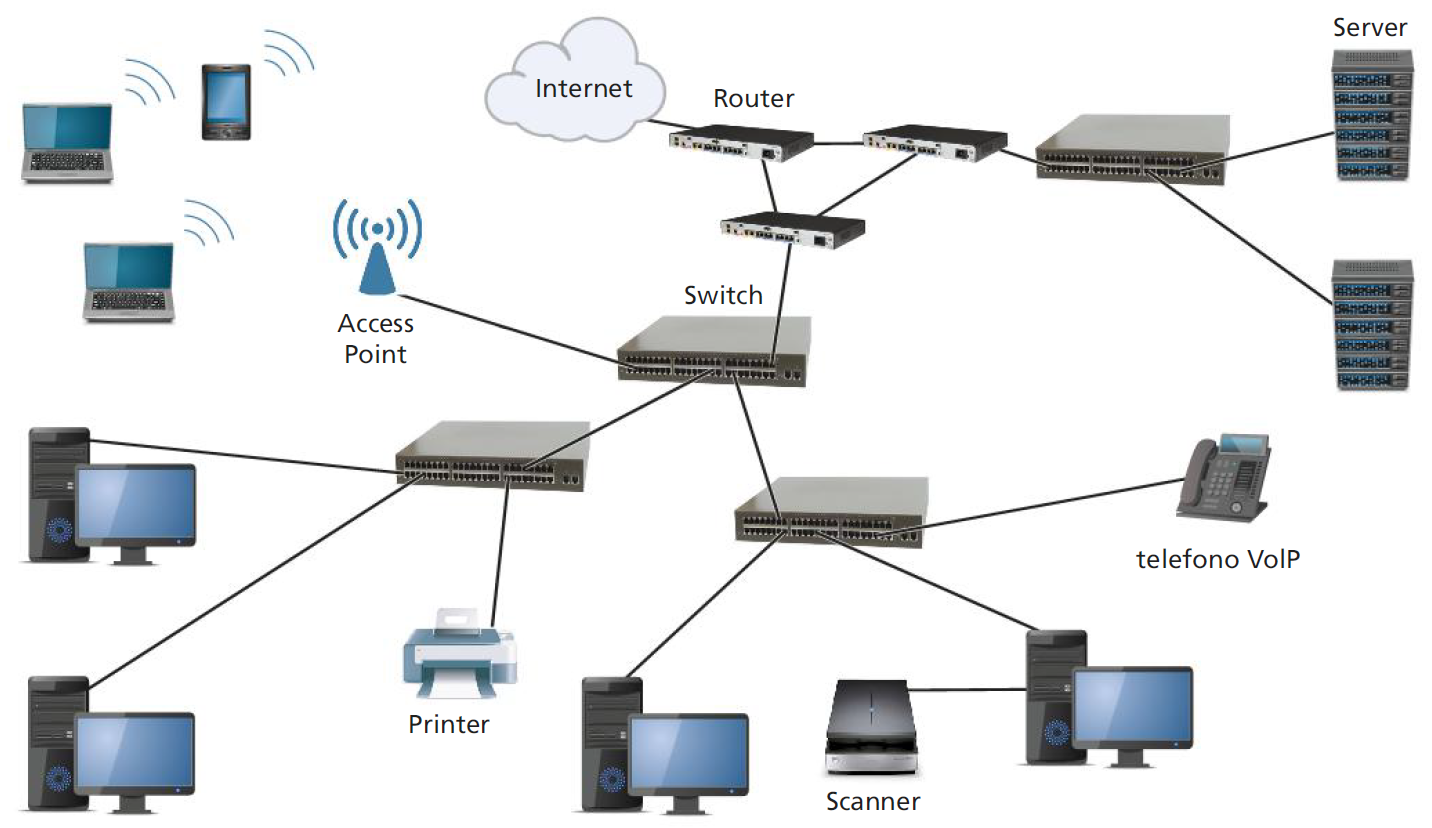 Server
Internet
Router
Switch
Access
Point
telefono VoIP
Printer
Scanner